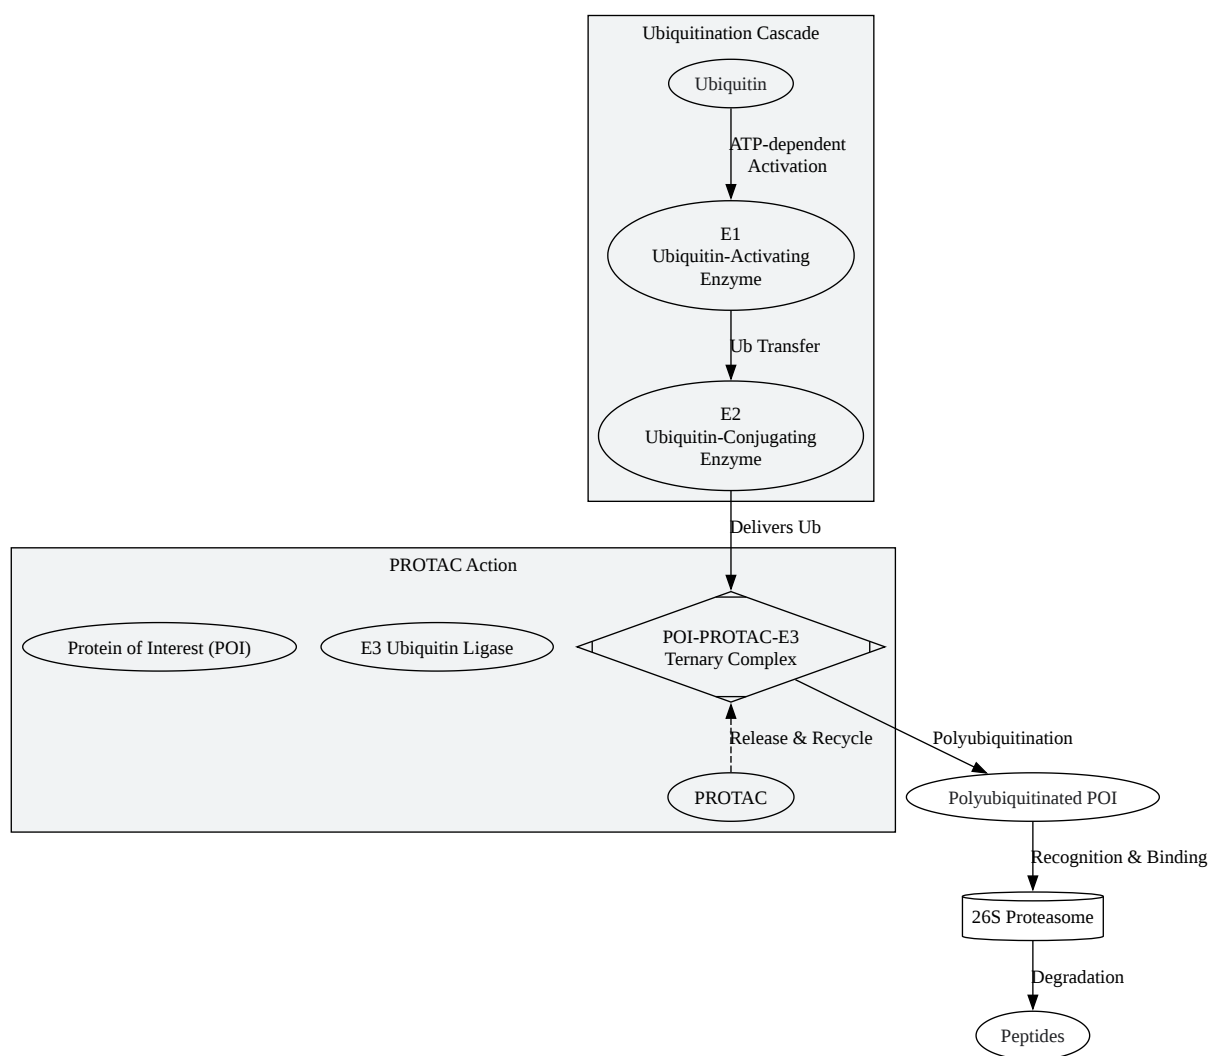 Ubiquitination Cascade
Ubiquitin
ATP-dependent
Activation
E1
Ubiquitin-Activating
Enzyme
Ub Transfer
E2
Ubiquitin-Conjugating
Enzyme
Delivers Ub
PROTAC Action
Protein of Interest (POI)
E3 Ubiquitin Ligase
POI-PROTAC-E3
Ternary Complex
Release & Recycle
Polyubiquitination
PROTAC
Polyubiquitinated POI
Recognition & Binding
26S Proteasome
Degradation
Peptides